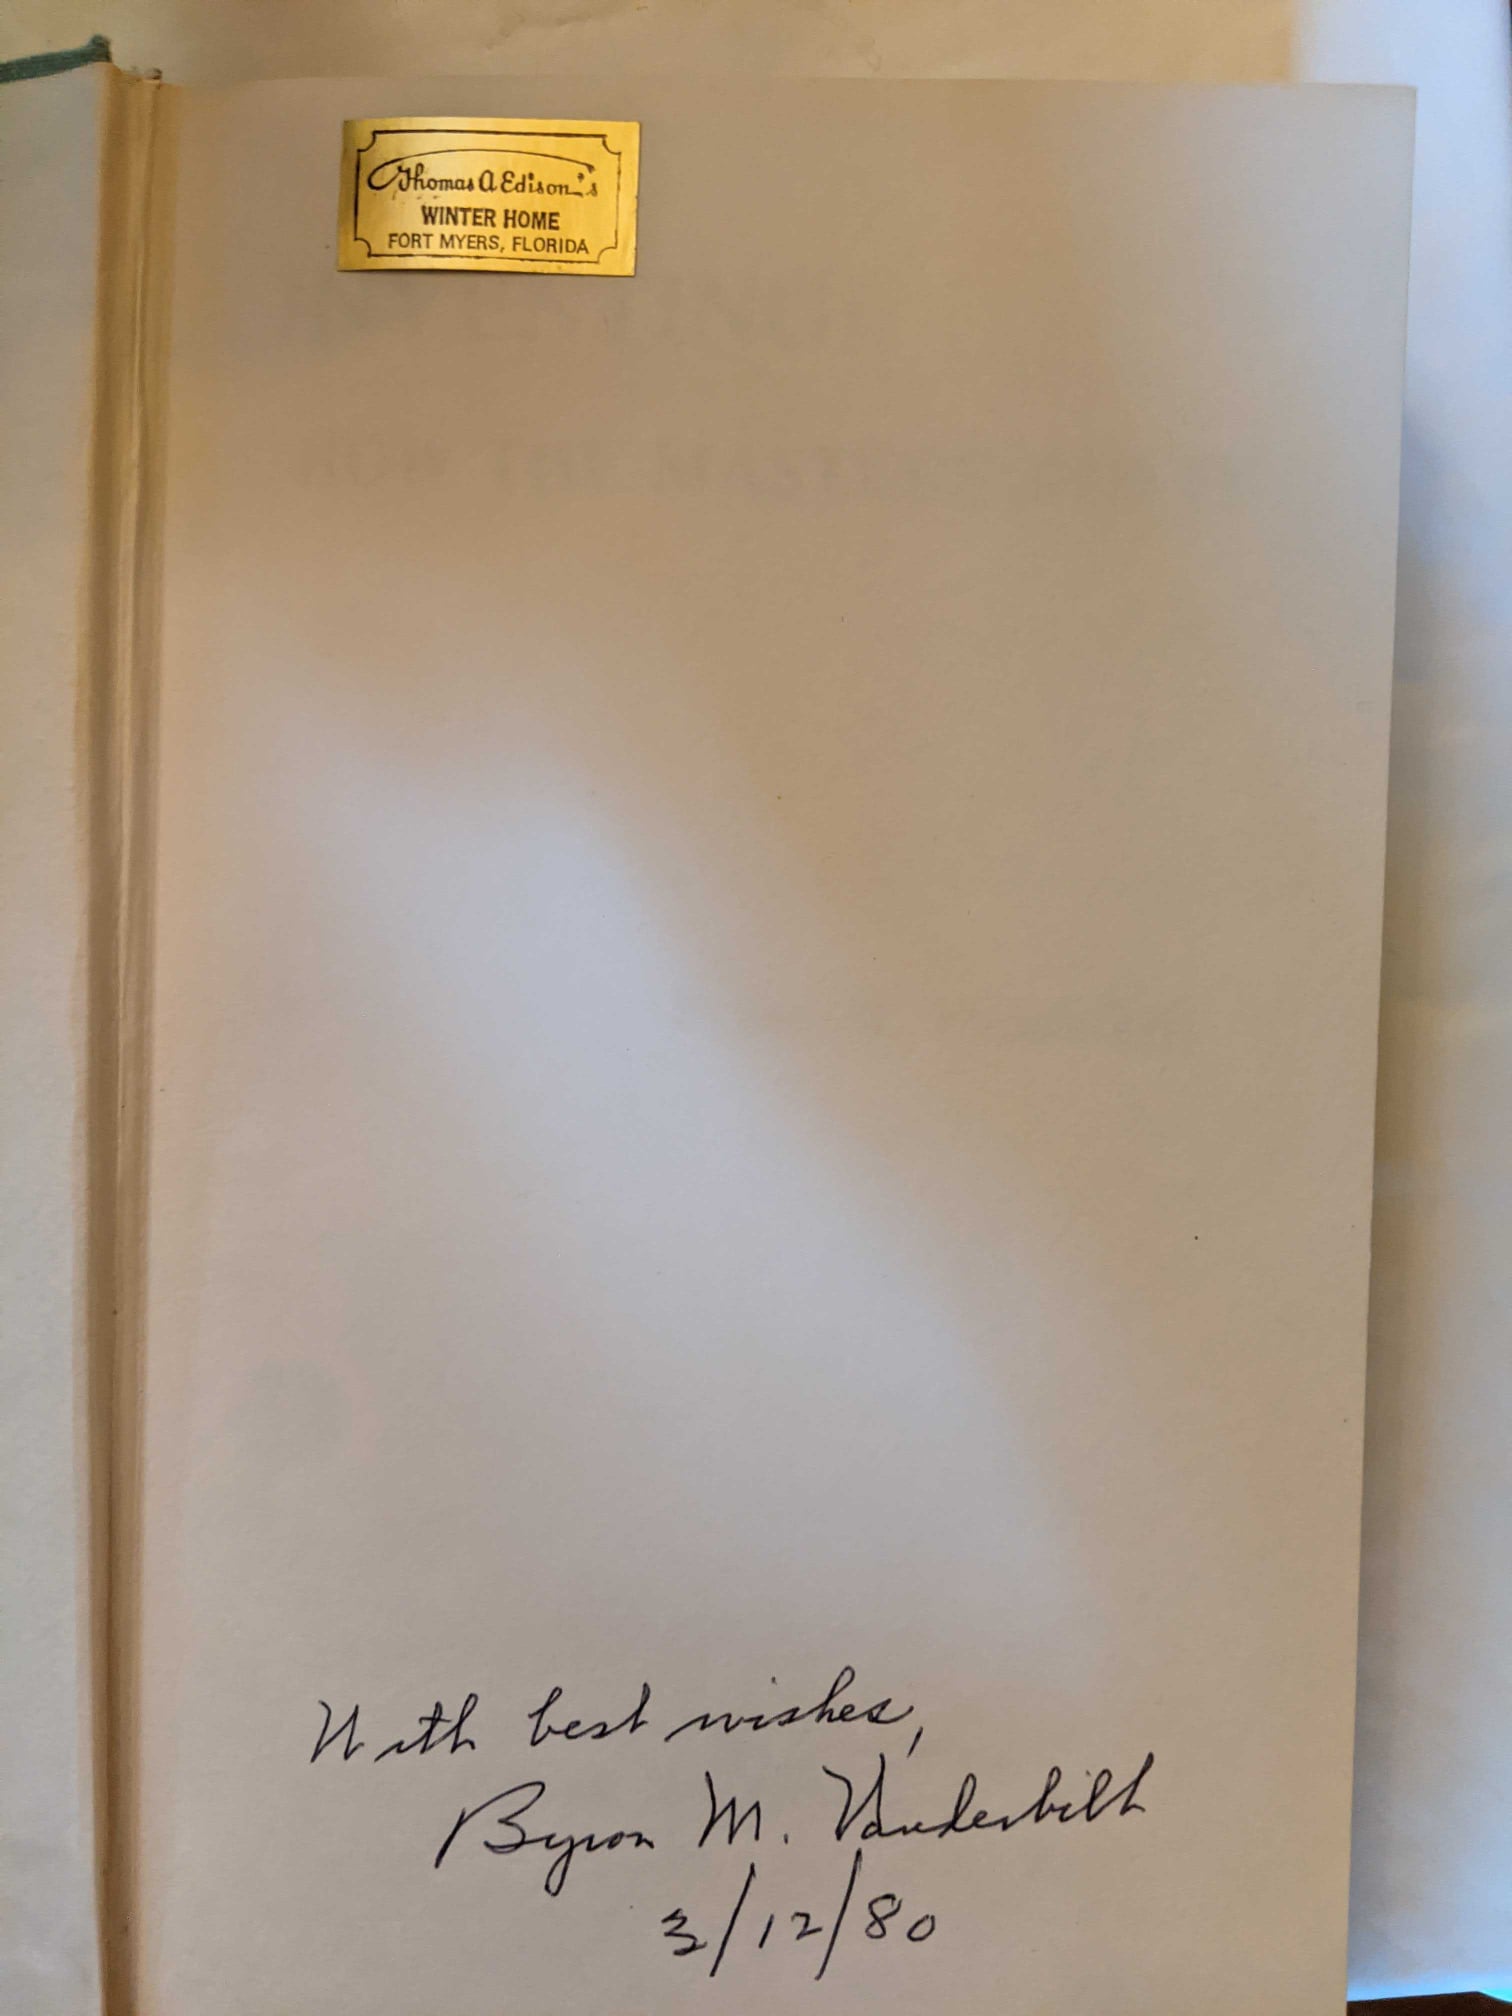 Thomas A Edison's
WINTER HOME
FORT MYERS, FLORIDA
With best wishes,
Byron M. Vanderbilt
3/12/80